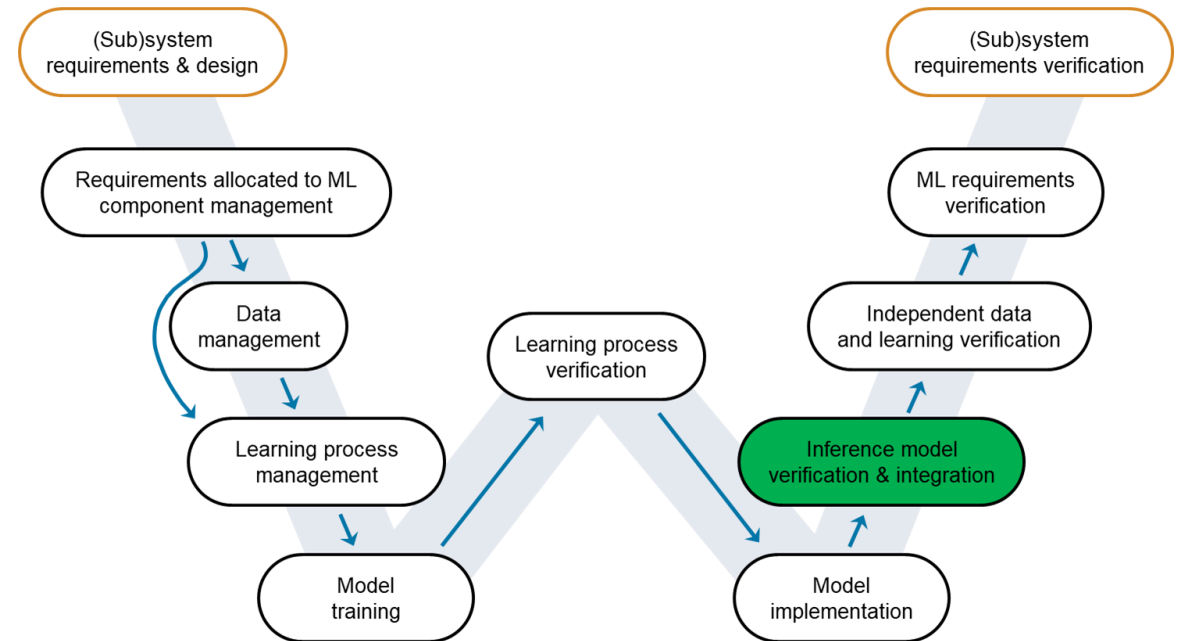 (Sub)system
requirements & design
(Sub)system
requirements verification
Requirements allocated to ML
component management
ML requirements
verification
Data
management
Learning process
verification
Independent data
and learning verification
Learning process
management
Inference model
verification & integration
Model
training
Model
implementation